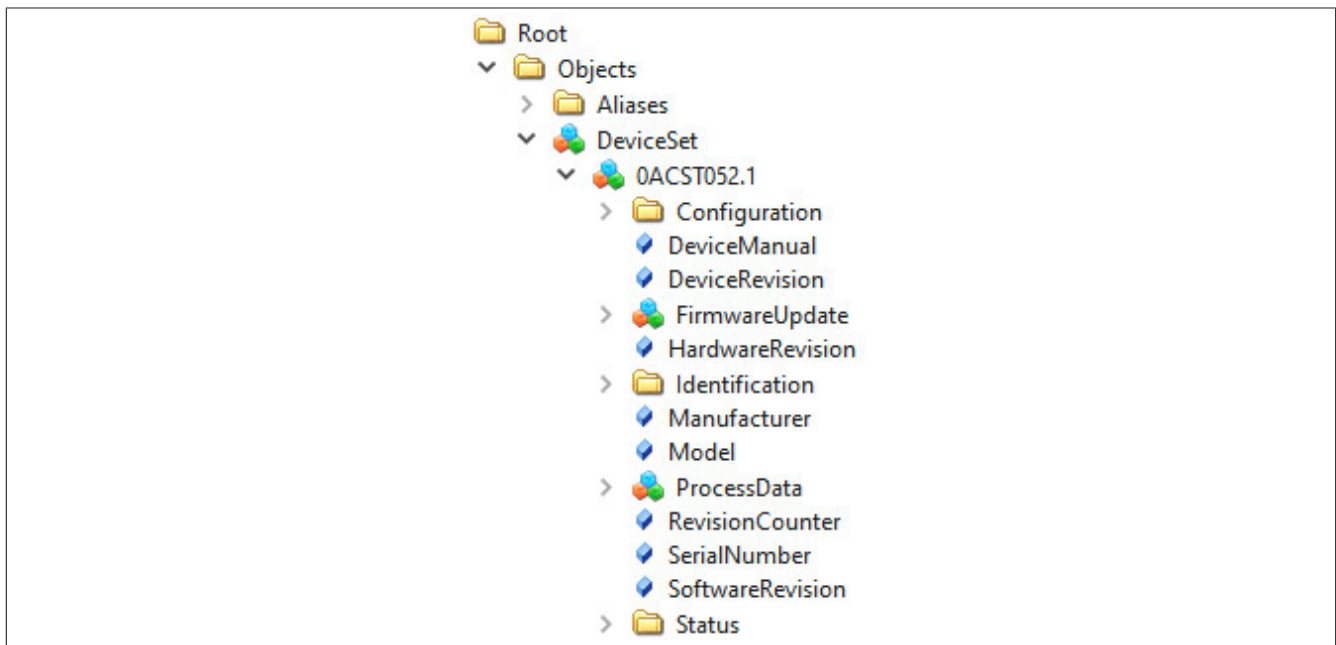 Root
Objects
Aliases
DeviceSet
0ACST052.1
Configuration
DeviceManual
DeviceRevision
FirmwareUpdate
HardwareRevision
Identification
Manufacturer
Model
ProcessData
RevisionCounter
SerialNumber
SoftwareRevision
Status